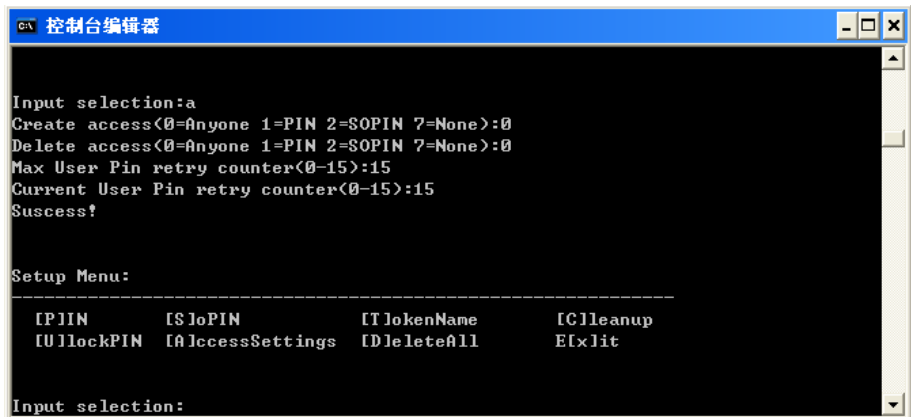 控制台编辑器
Input selection:a
Create access(0=Anyone 1=PIN 2=SOPIN 7=None):0
Delete access(0=Anyone 1=PIN 2=SOPIN 7=None):0
Max User Pin retry counter(0-15):15
Current User Pin retry counter(0-15):15
Suscess!
Setup Menu:
------------------------------------------------------------
[P]IN [S]oPIN [T]okenName [C]leanup
[U]lockPIN [A]ccessSettings [D]eleteAll E[x]it
Input selection: